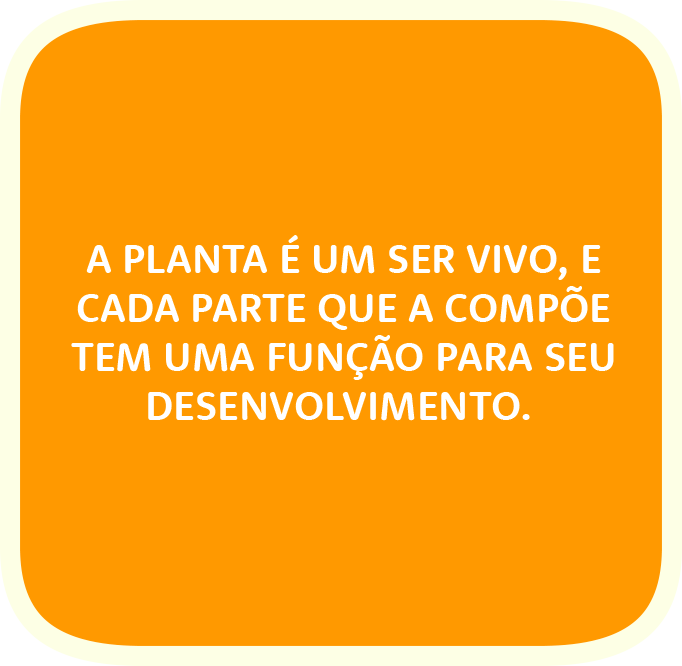 A PLANTA É UM SER VIVO, E
CADA PARTE QUE A COMPÕE
TEM UMA FUNÇÃO PARA SEU
DESENVOLVIMENTO.